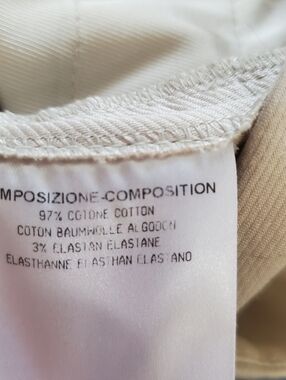 MPOSIZIONE-COMPOSITION
97% COTONE COTTON
COTON BAUMWOLLE ALGODON
3% ELASTAN ELASTANE
ELASTHANNE ELASTHAN ELASTANO